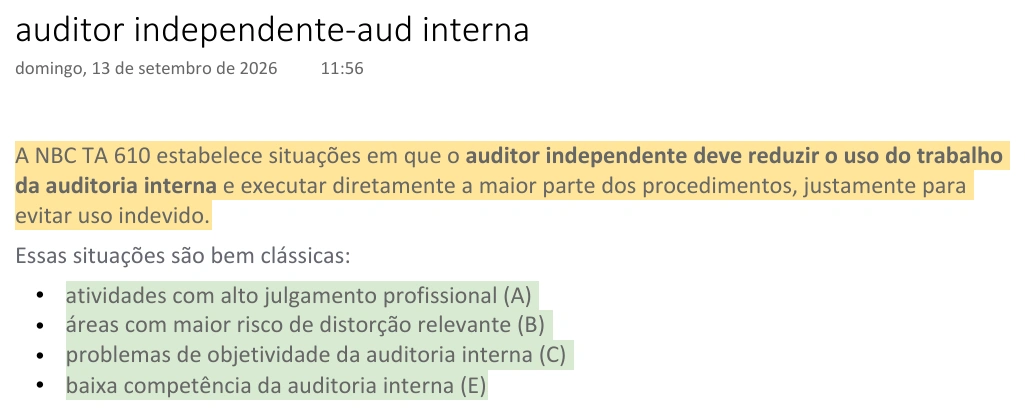 auditor independente-aud interna
domingo, 13 de setembro de 2026 11:56
A NBC TA 610 estabelece situações em que o auditor independente deve reduzir o uso do trabalho
da auditoria interna e executar diretamente a maior parte dos procedimentos, justamente para
evitar uso indevido.
Essas situações são bem clássicas:
• atividades com alto julgamento profissional (A)
• áreas com maior risco de distorção relevante (B)
• problemas de objetividade da auditoria interna (C)
• baixa competência da auditoria interna (E)